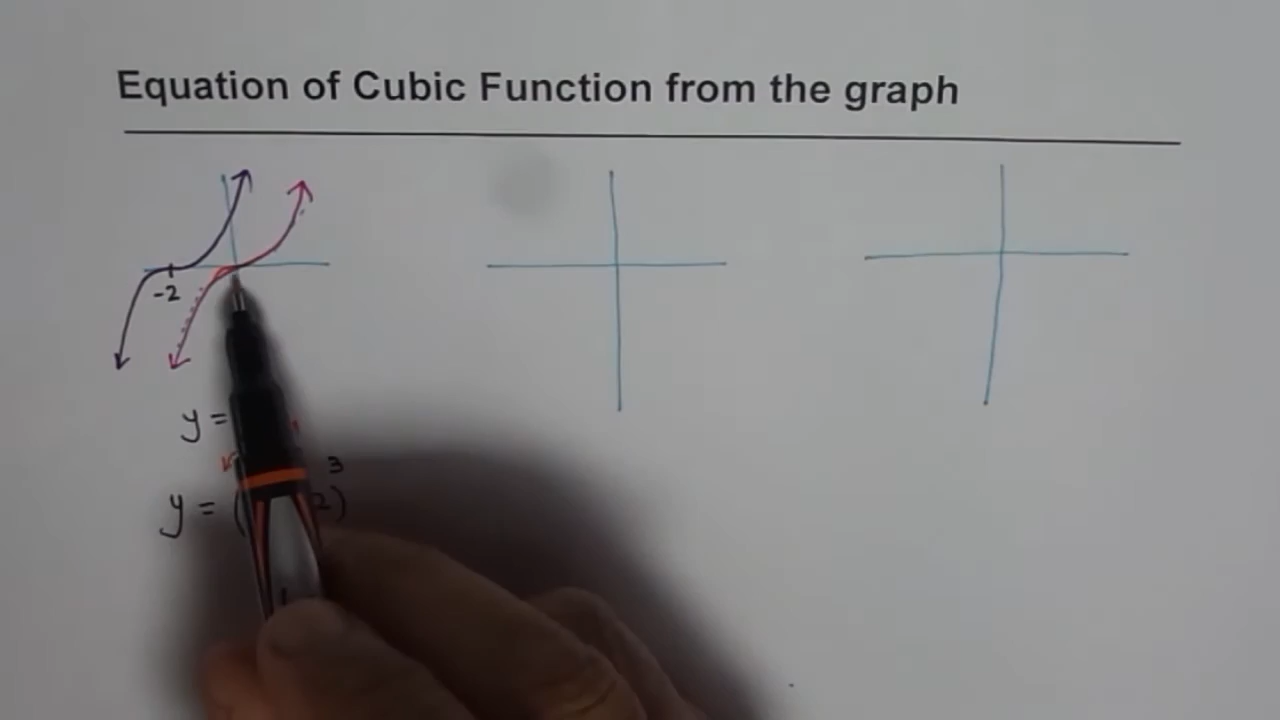 Equation of Cubic Function from the graph
-2
y =
y = ( 2)³